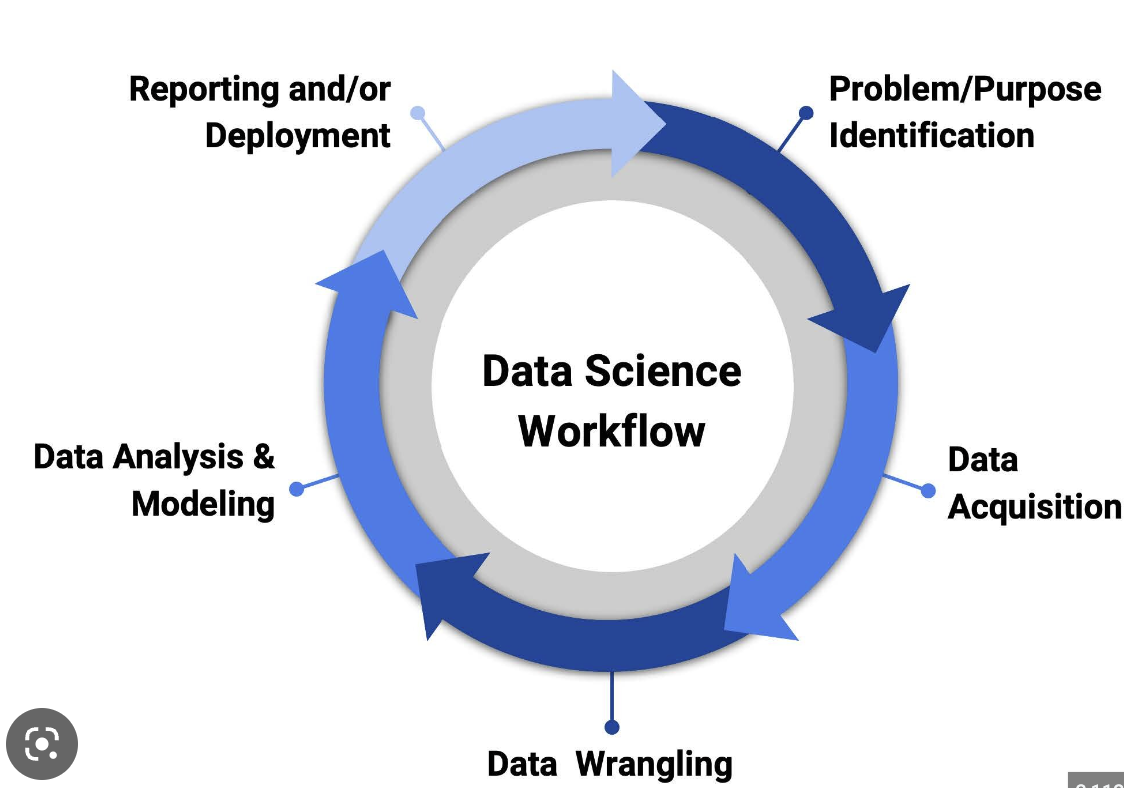 Reporting and/or
Deployment
Problem/Purpose
Identification
Data Science
Workflow
Data Analysis &
Modeling
Data
Acquisition
Data  Wrangling